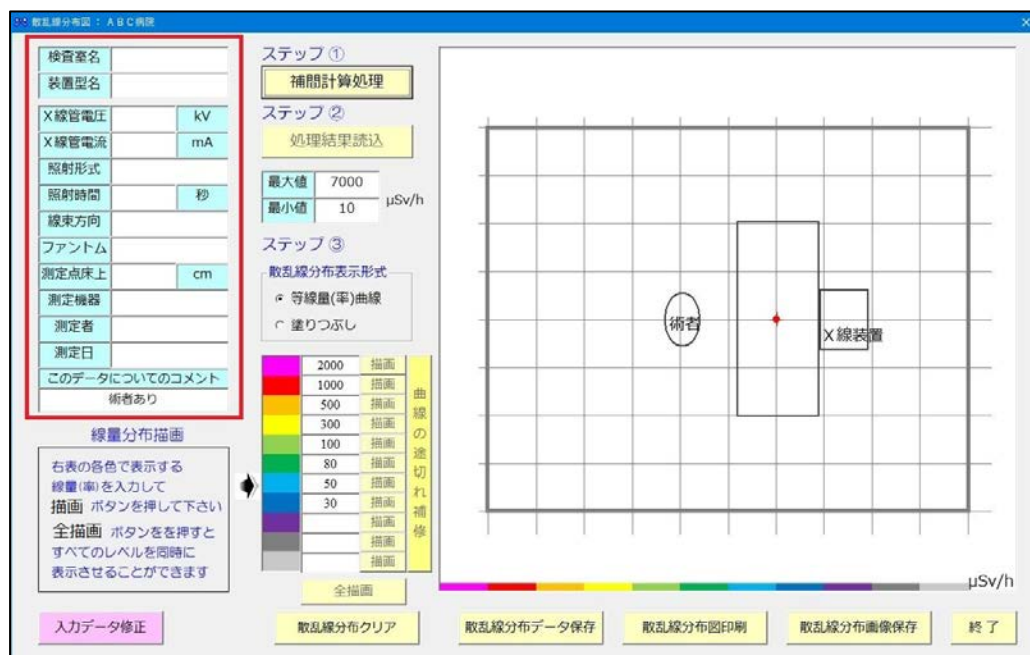 散乱線分布図： ＡＢＣ病院
検査室名
装置型名
Ｘ線管電圧 kV
Ｘ線管電流 mA
照射形式
照射時間 秒
線束方向
ファントム
測定点床上 cm
測定機器
測定者
測定日
このデータについてのコメント
術者あり
線量分布描画
右表の各色で表示する
線量(率)を入力して
描画 ボタンを押して下さい
全描画 ボタンをを押すと
すべてのレベルを同時に
表示させることができます
入力データ修正
ステップ ①
補間計算処理
ステップ ②
処理結果読込
最大値 7000
最小値 10
μSv/h
ステップ ③
散乱線分布表示形式
等線量(率)曲線
塗りつぶし
2000 描画
1000 描画
500 描画
300 描画
100 描画
80 描画
50 描画
30 描画
描画
描画
描画
曲線の途切れ補修
全描画
散乱線分布クリア
術者
Ｘ線装置
μSv/h
散乱線分布データ保存
散乱線分布図印刷
散乱線分布画像保存
終了